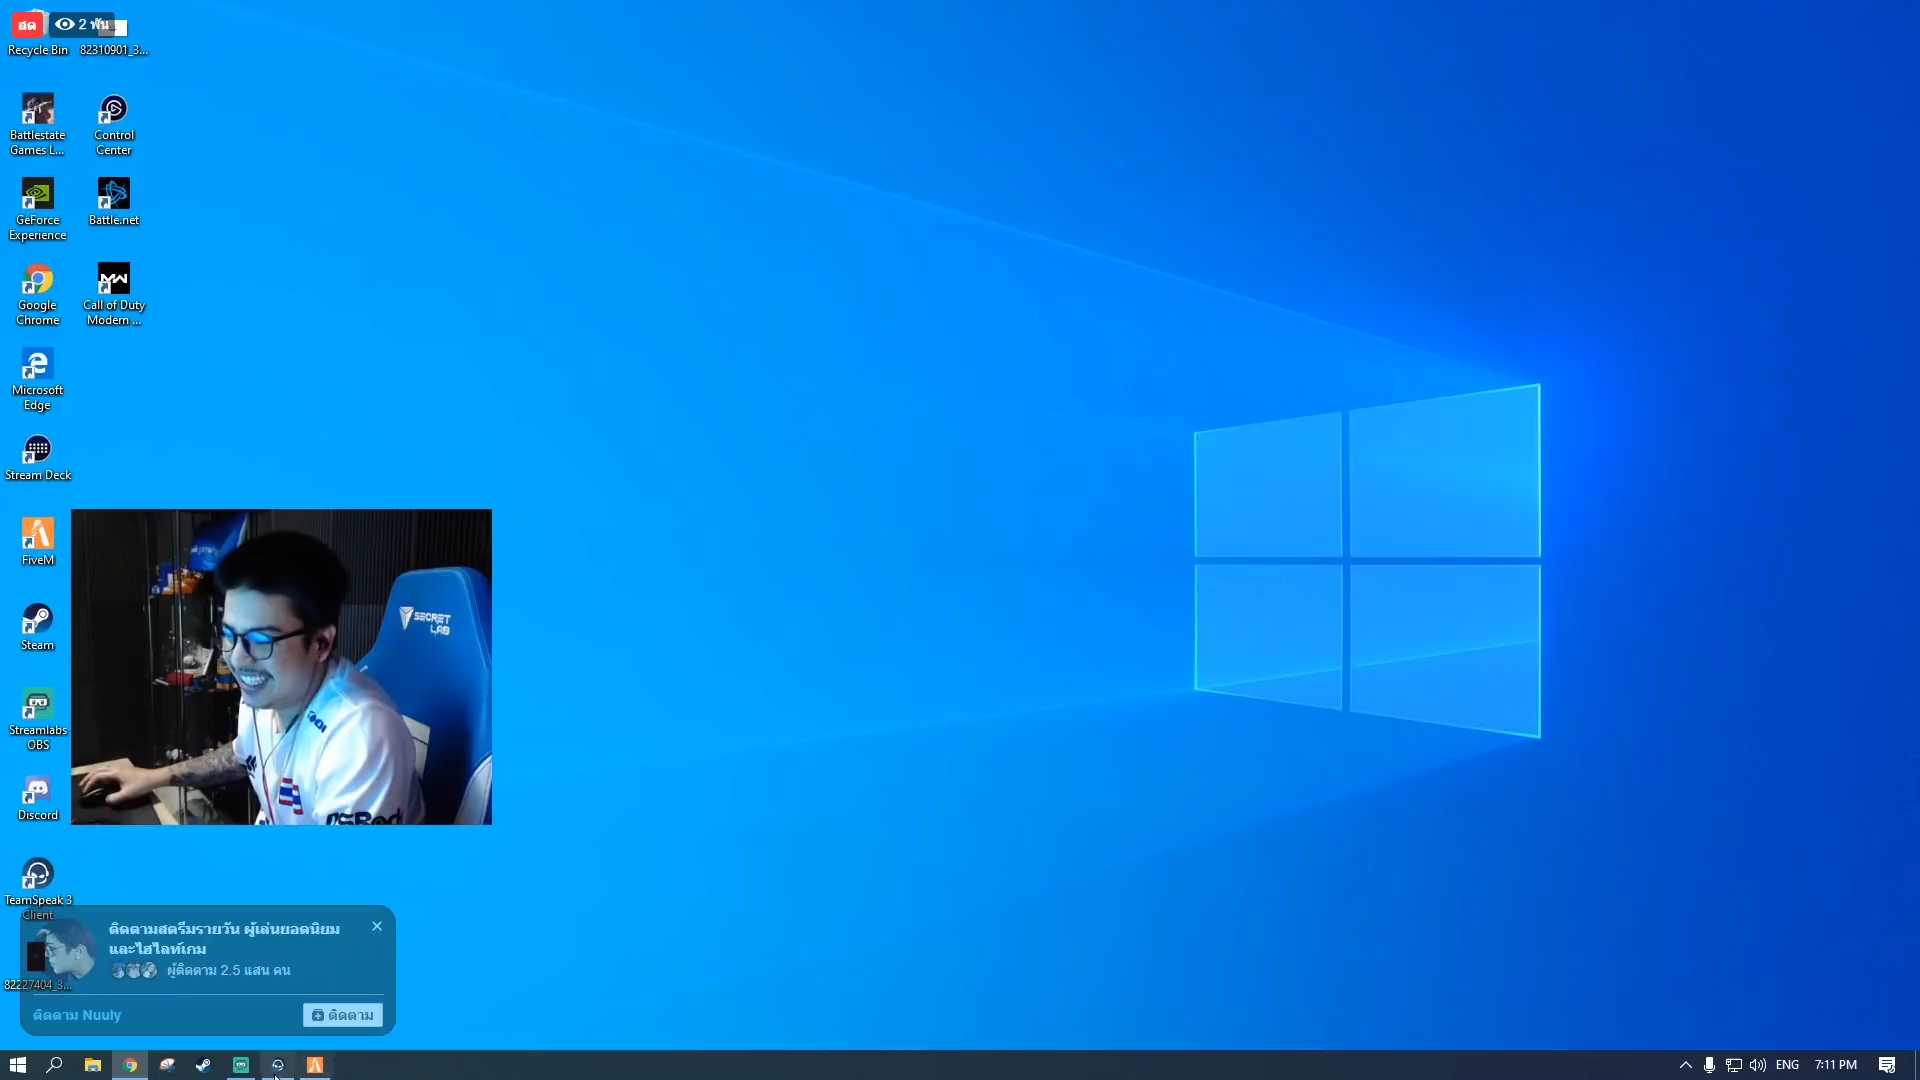 สด
2 พัน
Recycle Bin
82310901_3...
Battlestate
Games L...
Control
Center
GeForce
Experience
Battle.net
Google
Chrome
Call of Duty
Modern ...
Microsoft
Edge
Stream Deck
FiveM
Steam
Streamlabs
OBS
Discord
TeamSpeak 3
Client
82227404_3...
SECRET
LAB
ติดตามสตรีมรายวัน ผู้เล่นยอดนิยม
และไฮไลท์เกม
ผู้ติดตาม 2.5 แสน คน
ติดตาม Nuuly
ติดตาม
ENG
7:11 PM